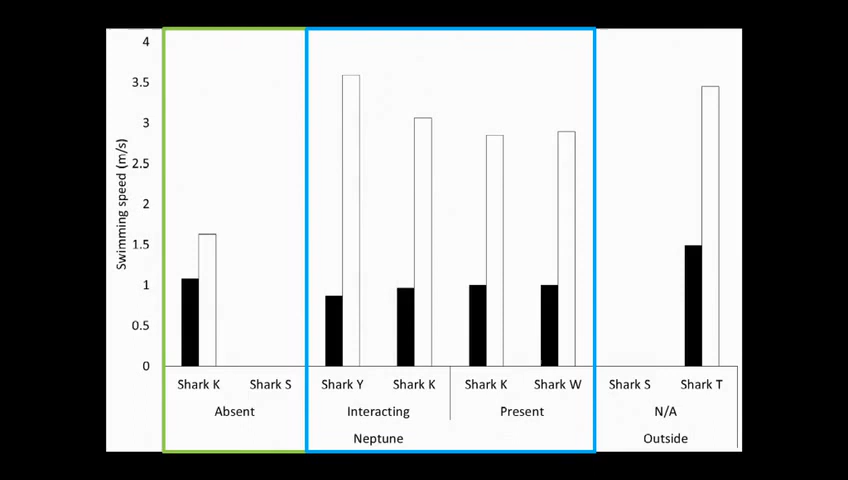 Swimming speed (m/s)
4
3.5
3
2.5
2
1.5
1
0.5
0
Shark K Shark S Shark Y Shark K Shark K Shark W Shark S Shark T
Absent Interacting Present N/A
Neptune Outside